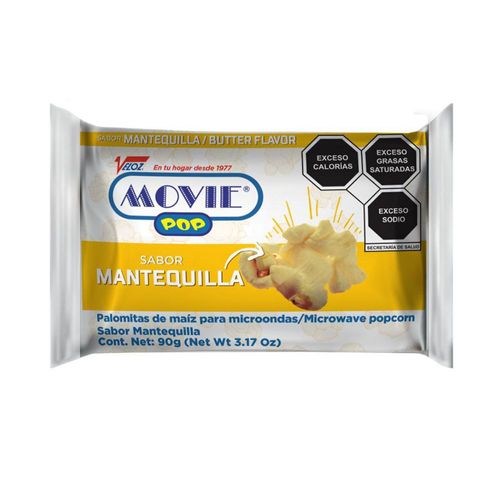 SABOR MANTEQUILLA / BUTTER FLAVOR
VELOZ
En tu hogar desde 1977
MOVIE®
POP
SABOR
MANTEQUILLA
EXCESO
CALORÍAS
EXCESO
GRASAS
SATURADAS
EXCESO
SODIO
SECRETARÍA DE SALUD
Palomitas de maíz para microondas/Microwave popcorn
Sabor Mantequilla
Cont. Net: 90g (Net Wt 3.17 Oz)